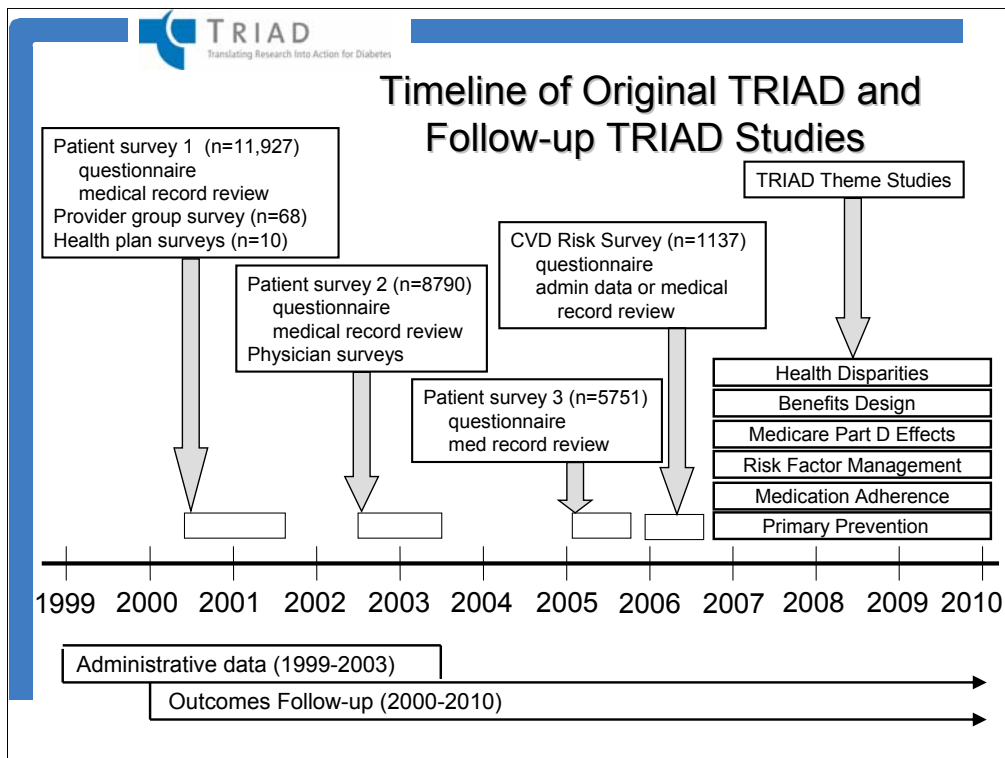 TRIAD
Translating Research Into Action for Diabetes
Timeline of Original TRIAD and
Follow-up TRIAD Studies
Patient survey 1 (n=11,927)
questionnaire
medical record review
Provider group survey (n=68)
Health plan surveys (n=10)
Patient survey 2 (n=8790)
questionnaire
medical record review
Physician surveys
Patient survey 3 (n=5751)
questionnaire
med record review
CVD Risk Survey (n=1137)
questionnaire
admin data or medical
record review
TRIAD Theme Studies
Health Disparities
Benefits Design
Medicare Part D Effects
Risk Factor Management
Medication Adherence
Primary Prevention
1999 2000 2001 2002 2003 2004 2005 2006 2007 2008 2009 2010
Administrative data (1999-2003)
Outcomes Follow-up (2000-2010)